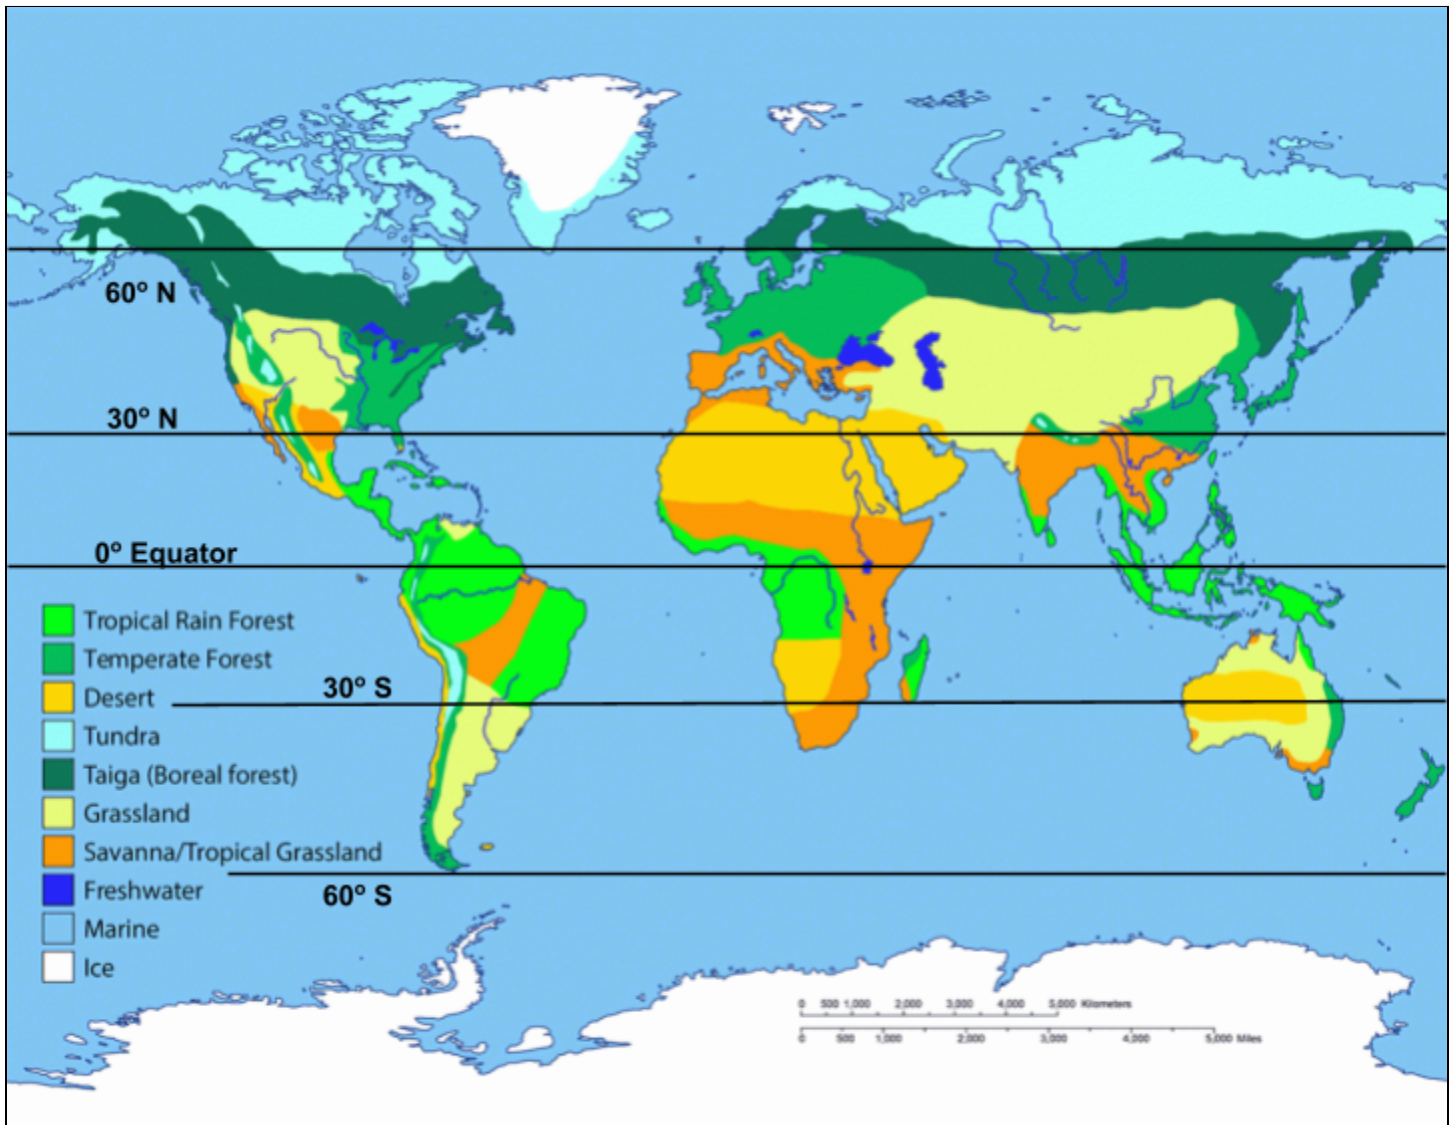 60° N
30° N
0° Equator
30° S
60° S
Tropical Rain Forest
Temperate Forest
Desert
Tundra
Taiga (Boreal forest)
Grassland
Savanna/Tropical Grassland
Freshwater
Marine
Ice
0 500 1,000 2,000 3,000 4,000 5,000 Kilometers
0 500 1,000 2,000 3,000 4,000 5,000 Miles